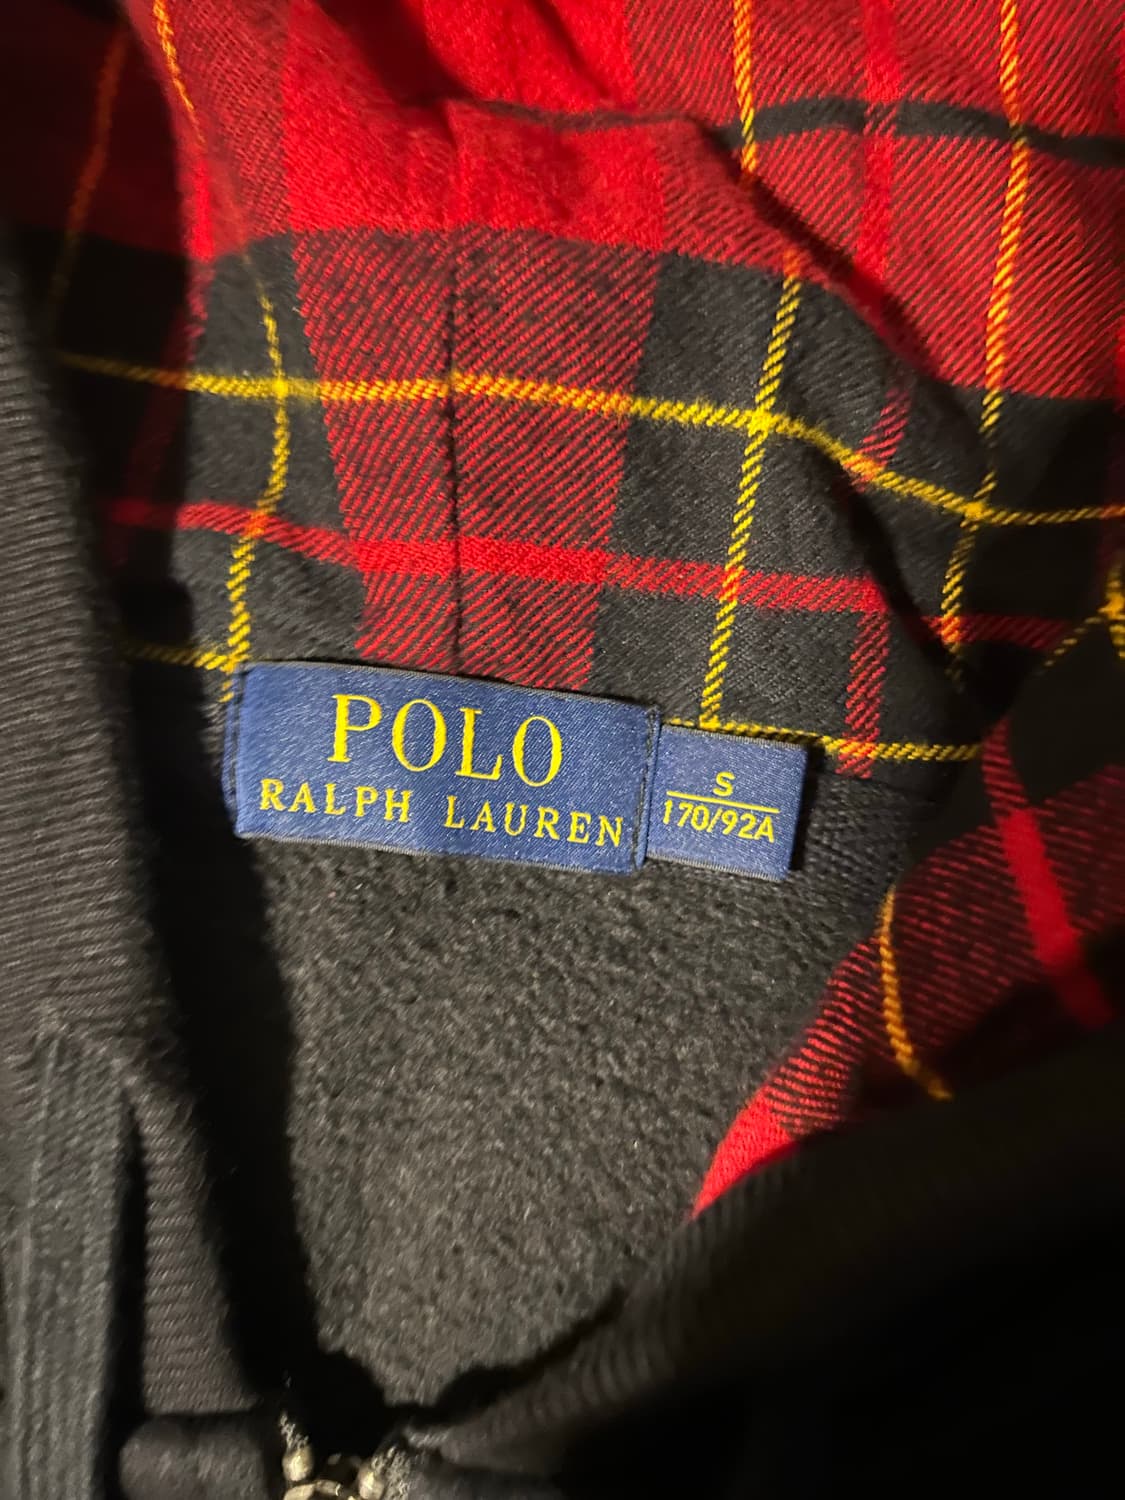 POLO
RALPH LAUREN
S
170/92A